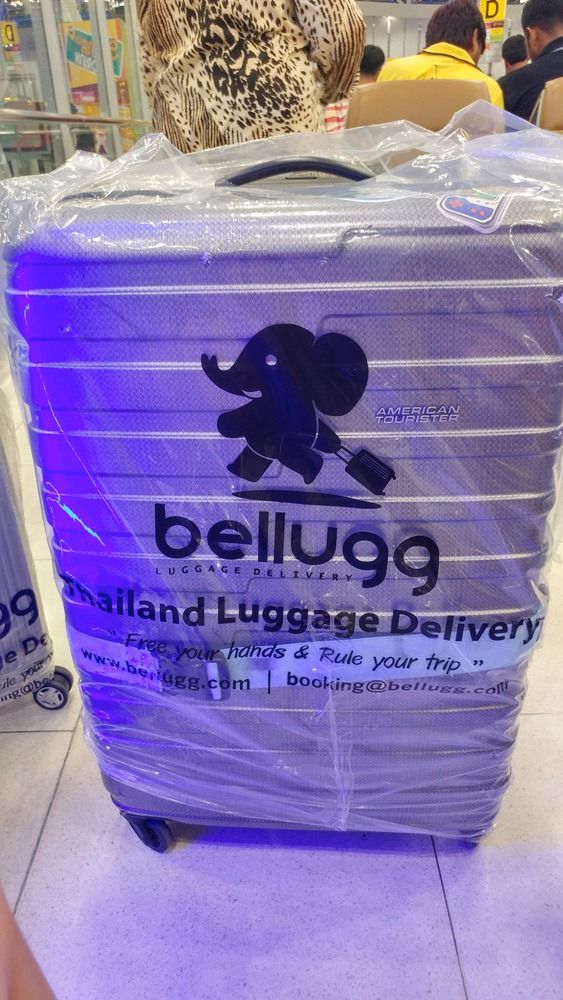 D
AMERICAN
TOURISTER
bellugg
LUGGAGE DELIVERY
Thailand Luggage Delivery
" Free your hands & Rule your trip "
www.bellugg.com | booking@bellugg.com